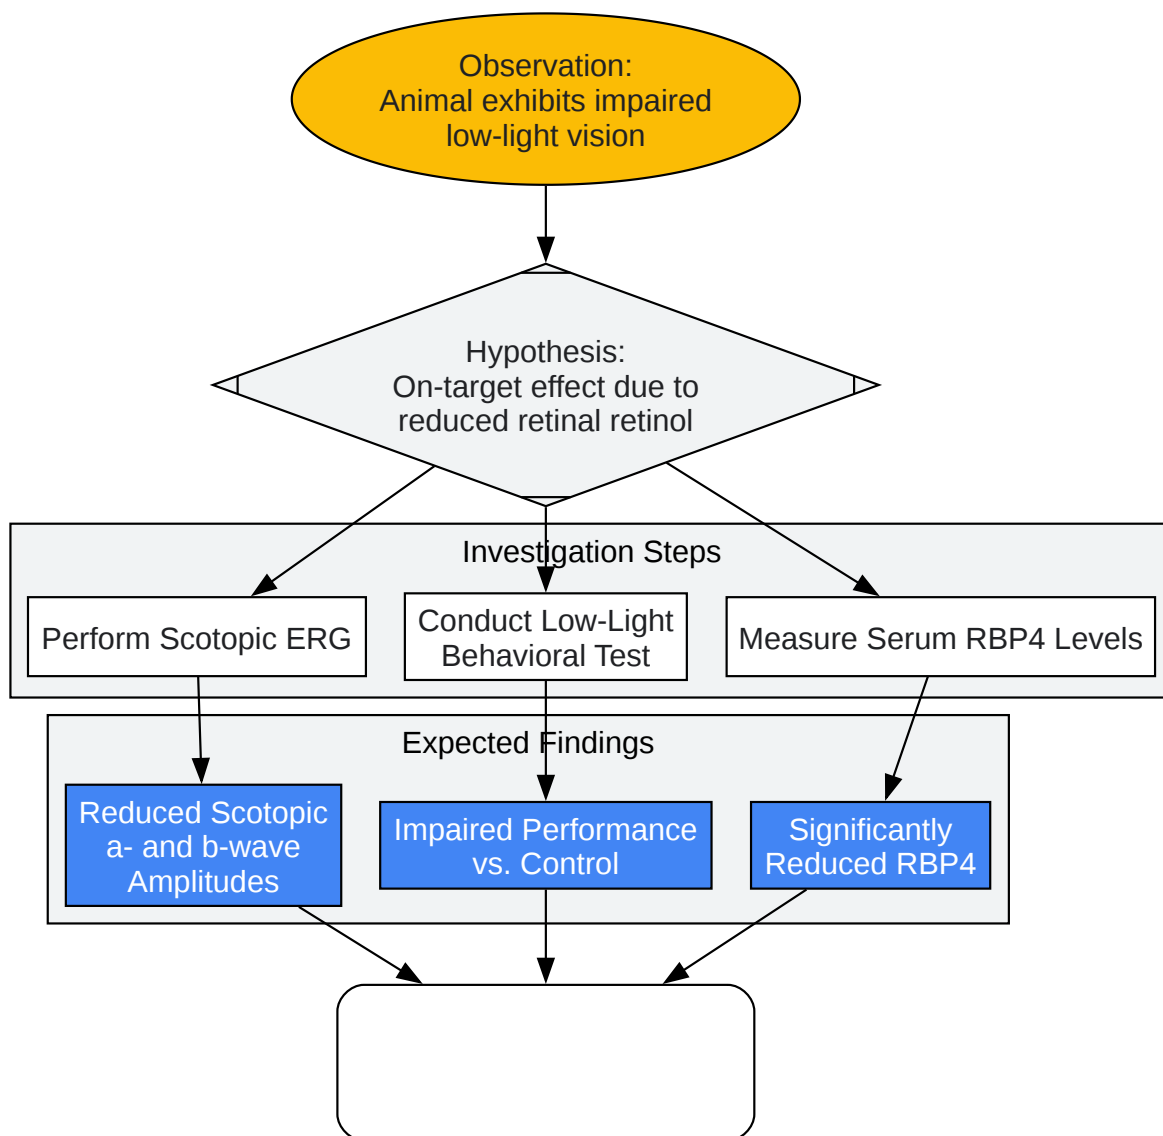 Observation:
Animal exhibits impaired
low-light vision
Hypothesis:
On-target effect due to
reduced retinal retinol
Investigation Steps
Perform Scotopic ERG
Conduct Low-Light
Behavioral Test
Measure Serum RBP4 Levels
Expected Findings
Reduced Scotopic
a- and b-wave
Amplitudes
Impaired Performance
vs. Control
Significantly
Reduced RBP4